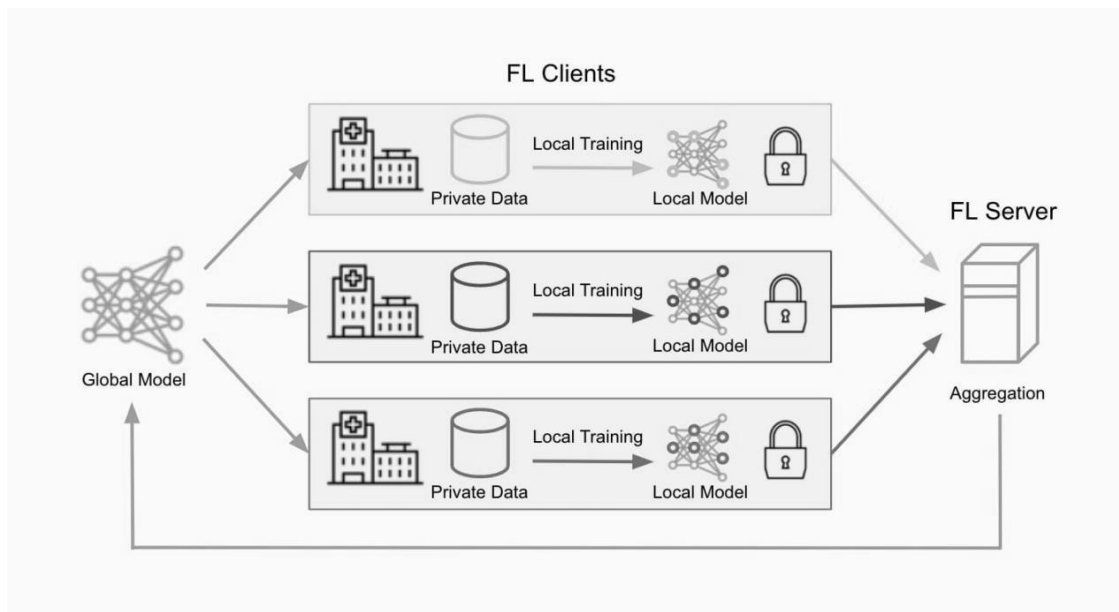 FL Clients
Local Training
Private Data
Local Model
FL Server
Local Training
Private Data
Local Model
Global Model
Aggregation
Local Training
Private Data
Local Model